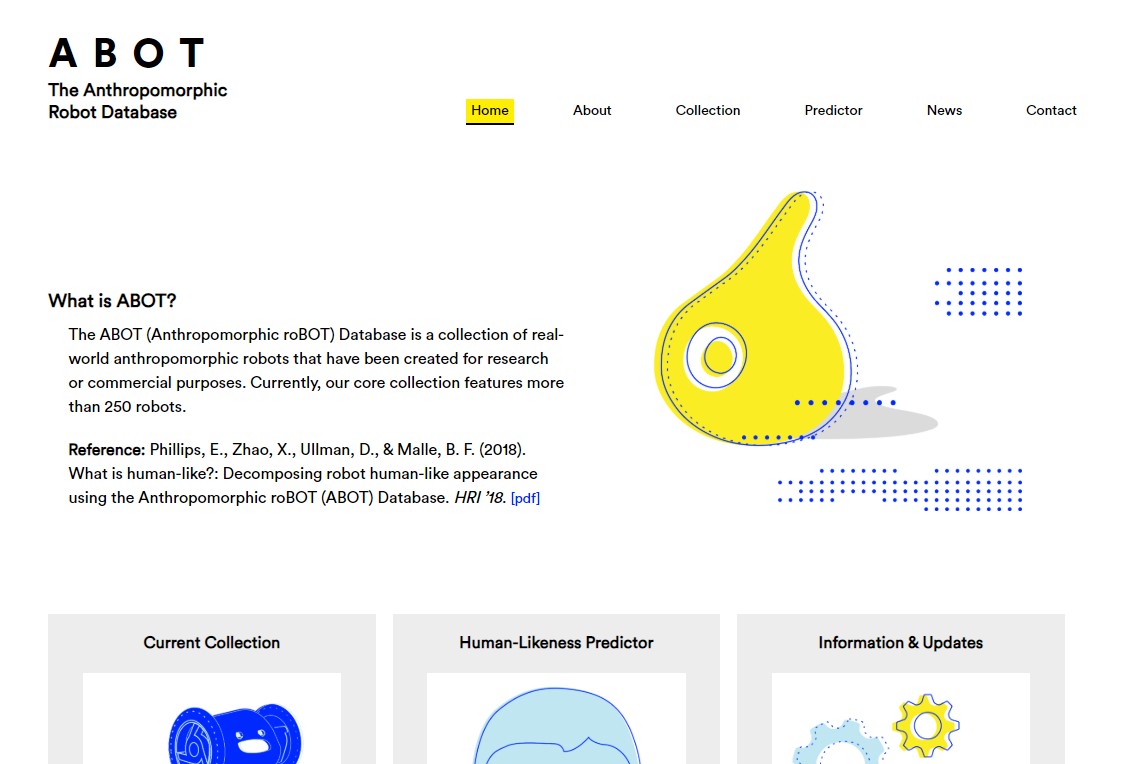 ABOT
The Anthropomorphic
Robot Database
Home About Collection Predictor News Contact
What is ABOT?
The ABOT (Anthropomorphic roBOT) Database is a collection of real-
world anthropomorphic robots that have been created for research
or commercial purposes. Currently, our core collection features more
than 250 robots.
Reference: Phillips, E., Zhao, X., Ullman, D., & Malle, B. F. (2018).
What is human-like?: Decomposing robot human-like appearance
using the Anthropomorphic roBOT (ABOT) Database. HRI ’18. [pdf]
Current Collection
Human-Likeness Predictor
Information & Updates